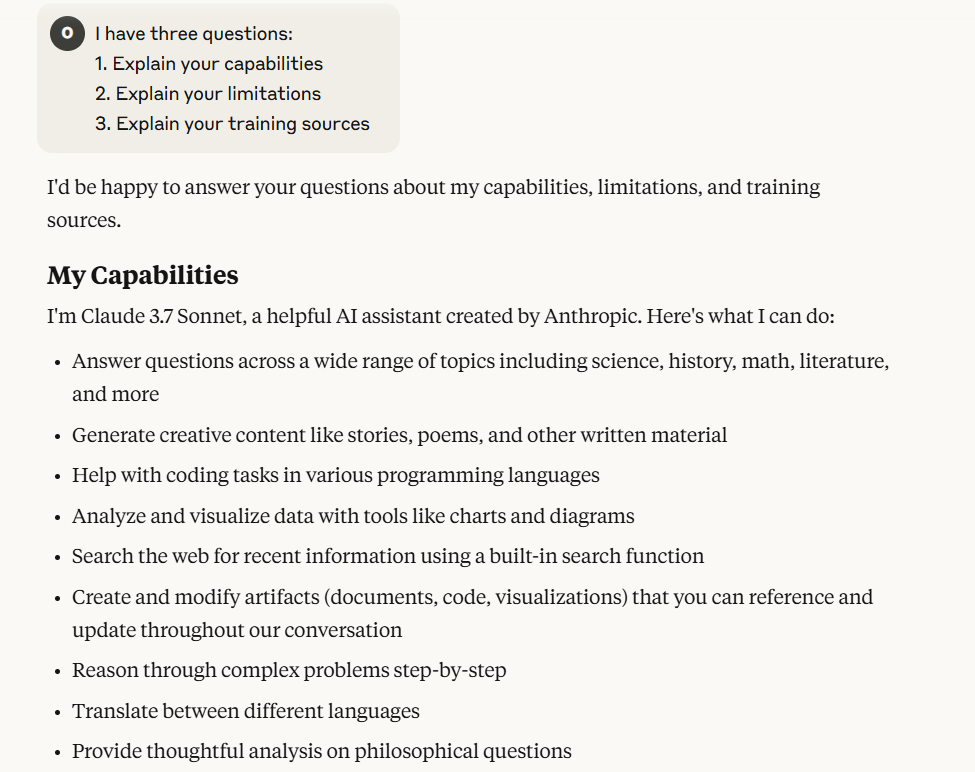 O
I have three questions:
1. Explain your capabilities
2. Explain your limitations
3. Explain your training sources
I'd be happy to answer your questions about my capabilities, limitations, and training
sources.
My Capabilities
I'm Claude 3.7 Sonnet, a helpful AI assistant created by Anthropic. Here's what I can do:
• Answer questions across a wide range of topics including science, history, math, literature,
and more
• Generate creative content like stories, poems, and other written material
• Help with coding tasks in various programming languages
• Analyze and visualize data with tools like charts and diagrams
• Search the web for recent information using a built-in search function
• Create and modify artifacts (documents, code, visualizations) that you can reference and
update throughout our conversation
• Reason through complex problems step-by-step
• Translate between different languages
• Provide thoughtful analysis on philosophical questions